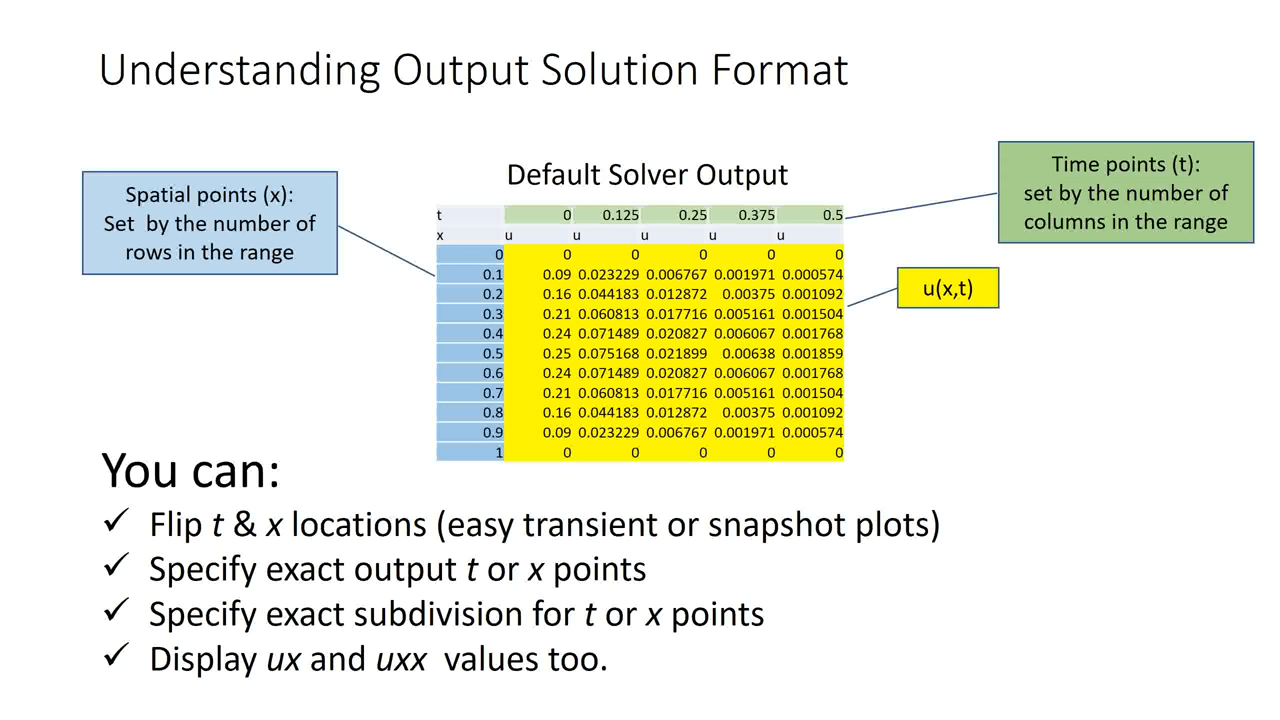 Understanding Output Solution Format
Spatial points (x):
Set by the number of
rows in the range
Default Solver Output
Time points (t):
set by the number of
columns in the range
t 0 0.125 0.25 0.375 0.5
x u u u u u
0 0 0 0 0 0
0.1 0.09 0.023229 0.006767 0.001971 0.000574
0.2 0.16 0.044183 0.012872 0.00375 0.001092
0.3 0.21 0.060813 0.017716 0.005161 0.001504
0.4 0.24 0.071489 0.020827 0.006067 0.001768
0.5 0.25 0.075168 0.021899 0.00638 0.001859
0.6 0.24 0.071489 0.020827 0.006067 0.001768
0.7 0.21 0.060813 0.017716 0.005161 0.001504
0.8 0.16 0.044183 0.012872 0.00375 0.001092
0.9 0.09 0.023229 0.006767 0.001971 0.000574
1 0 0 0 0 0
u(x,t)
You can:
✓ Flip t & x locations (easy transient or snapshot plots)
✓ Specify exact output t or x points
✓ Specify exact subdivision for t or x points
✓ Display ux and uxx values too.